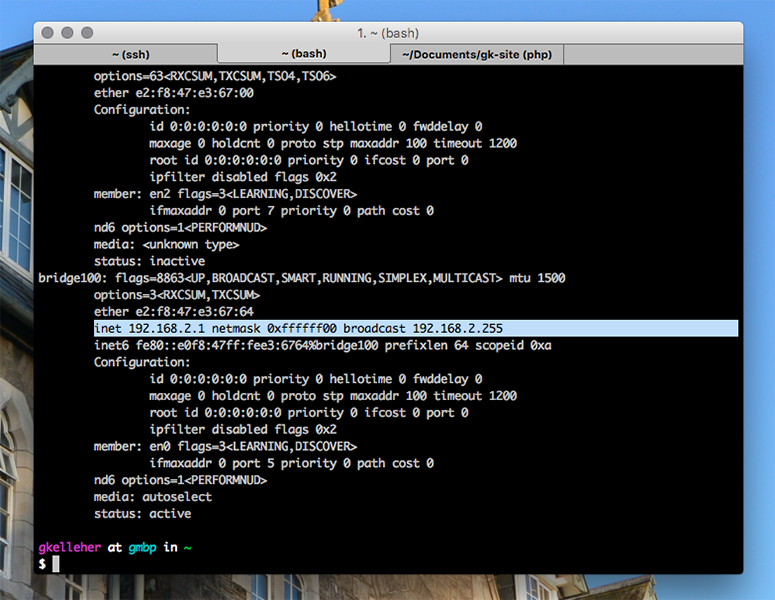 1. ~ (bash)
~ (ssh)
~ (bash)
~/Documents/gk-site (php)
options=63<RXCSUM,TXCSUM,TSO4,TSO6>
ether e2:f8:47:e3:67:00
Configuration:
id 0:0:0:0:0:0 priority 0 hellotime 0 fwddelay 0
maxage 0 holdcnt 0 proto stp maxaddr 100 timeout 1200
root id 0:0:0:0:0:0 priority 0 ifcost 0 port 0
ipfilter disabled flags 0x2
member: en2 flags=3<LEARNING,DISCOVER>
ifmaxaddr 0 port 7 priority 0 path cost 0
nd6 options=1<PERFORMNUD>
media: <unknown type>
status: inactive
bridge100: flags=8863<UP,BROADCAST,SMART,RUNNING,SIMPLEX,MULTICAST> mtu 1500
options=3<RXCSUM,TXCSUM>
ether e2:f8:47:e3:67:64
inet 192.168.2.1 netmask 0xffffff00 broadcast 192.168.2.255
inet6 fe80::e0f8:47ff:fee3:6764%bridge100 prefixlen 64 scopeid 0xa
Configuration:
id 0:0:0:0:0:0 priority 0 hellotime 0 fwddelay 0
maxage 0 holdcnt 0 proto stp maxaddr 100 timeout 1200
root id 0:0:0:0:0:0 priority 0 ifcost 0 port 0
ipfilter disabled flags 0x2
member: en0 flags=3<LEARNING,DISCOVER>
ifmaxaddr 0 port 5 priority 0 path cost 0
nd6 options=1<PERFORMNUD>
media: autoselect
status: active
gkelleher at gmbp in ~
$